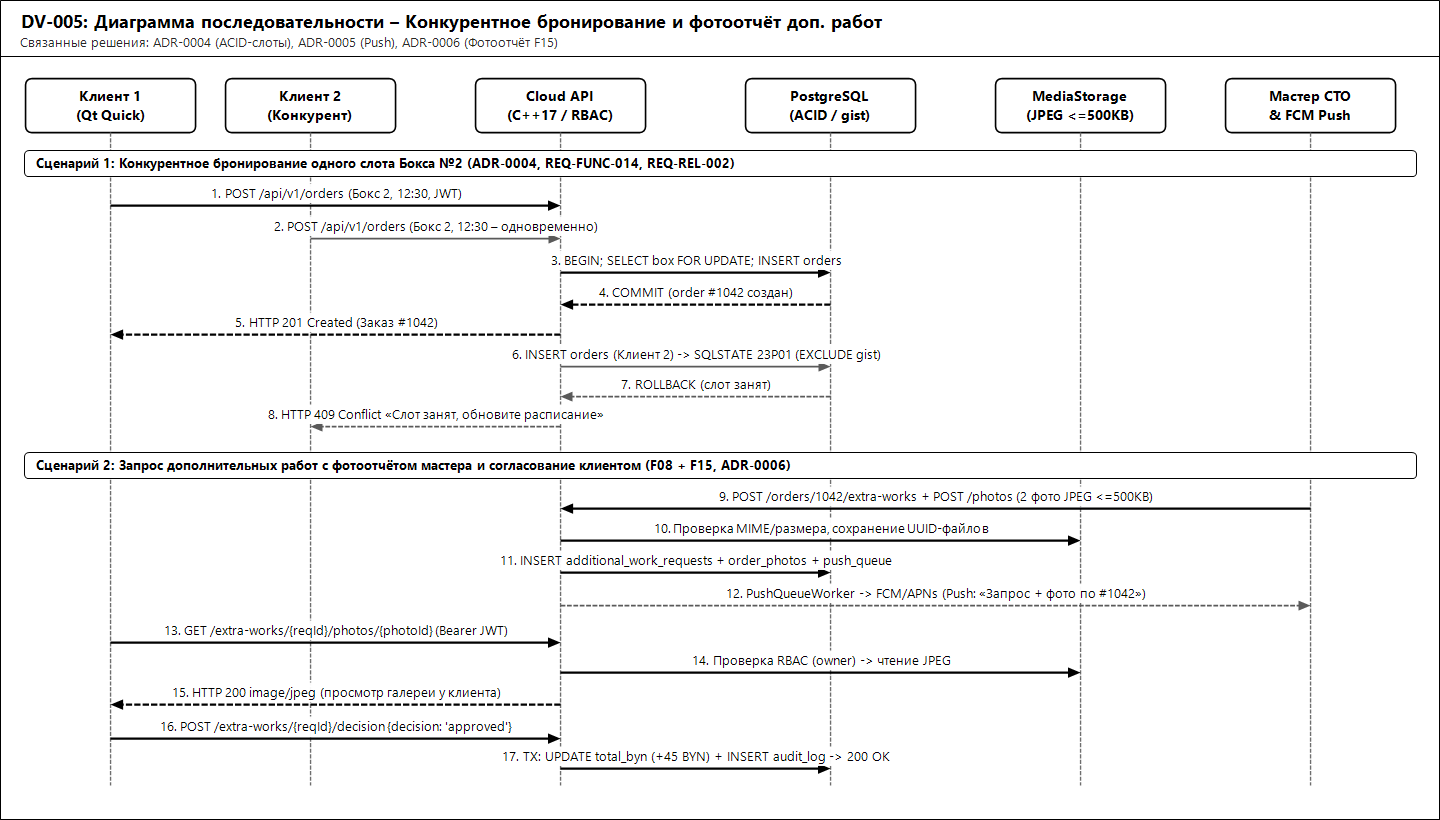 DV-005: Диаграмма последовательности – Конкурентное бронирование и фотоотчёт доп. работ
Связанные решения: ADR-0004 (ACID-слоты), ADR-0005 (Push), ADR-0006 (Фотоотчёт F15)
Клиент 1
(Qt Quick)
Клиент 2
(Конкурент)
Cloud API
(C++17 / RBAC)
PostgreSQL
(ACID / gist)
MediaStorage
(JPEG <=500KB)
Мастер СТО
& FCM Push
Сценарий 1: Конкурентное бронирование одного слота Бокса №2 (ADR-0004, REQ-FUNC-014, REQ-REL-002)
1. POST /api/v1/orders (Бокс 2, 12:30, JWT)
2. POST /api/v1/orders (Бокс 2, 12:30 – одновременно)
3. BEGIN; SELECT box FOR UPDATE; INSERT orders
4. COMMIT (order #1042 создан)
5. HTTP 201 Created (Заказ #1042)
6. INSERT orders (Клиент 2) -> SQLSTATE 23P01 (EXCLUDE gist)
7. ROLLBACK (слот занят)
8. HTTP 409 Conflict «Слот занят, обновите расписание»
Сценарий 2: Запрос дополнительных работ с фотоотчётом мастера и согласование клиентом (F08 + F15, ADR-0006)
9. POST /orders/1042/extra-works + POST /photos (2 фото JPEG <=500KB)
10. Проверка MIME/размера, сохранение UUID-файлов
11. INSERT additional_work_requests + order_photos + push_queue
12. PushQueueWorker -> FCM/APNs (Push: «Запрос + фото по #1042»)
13. GET /extra-works/{reqId}/photos/{photoId} (Bearer JWT)
14. Проверка RBAC (owner) -> чтение JPEG
15. HTTP 200 image/jpeg (просмотр галереи у клиента)
16. POST /extra-works/{reqId}/decision {decision: 'approved'}
17. TX: UPDATE total_byn (+45 BYN) + INSERT audit_log -> 200 OK